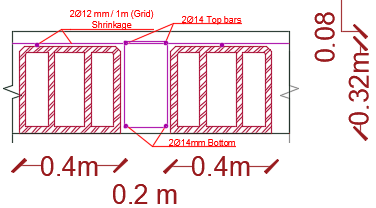 2Ø12 mm / 1m (Grid)
Shrinkage
2Ø14 Top bars
0.08
0.32m
2Ø14mm Bottom
0.4m
0.4m
0.2 m